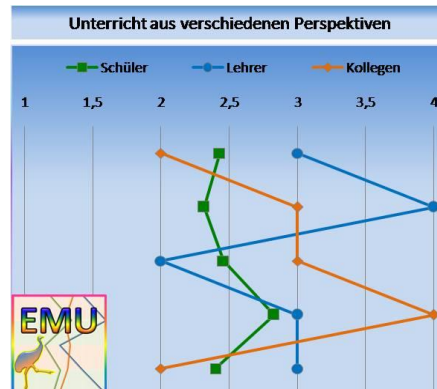 Unterricht aus verschiedenen Perspektiven
Schüler Lehrer Kollegen
1 1,5 2 2,5 3 3,5 4
EMU